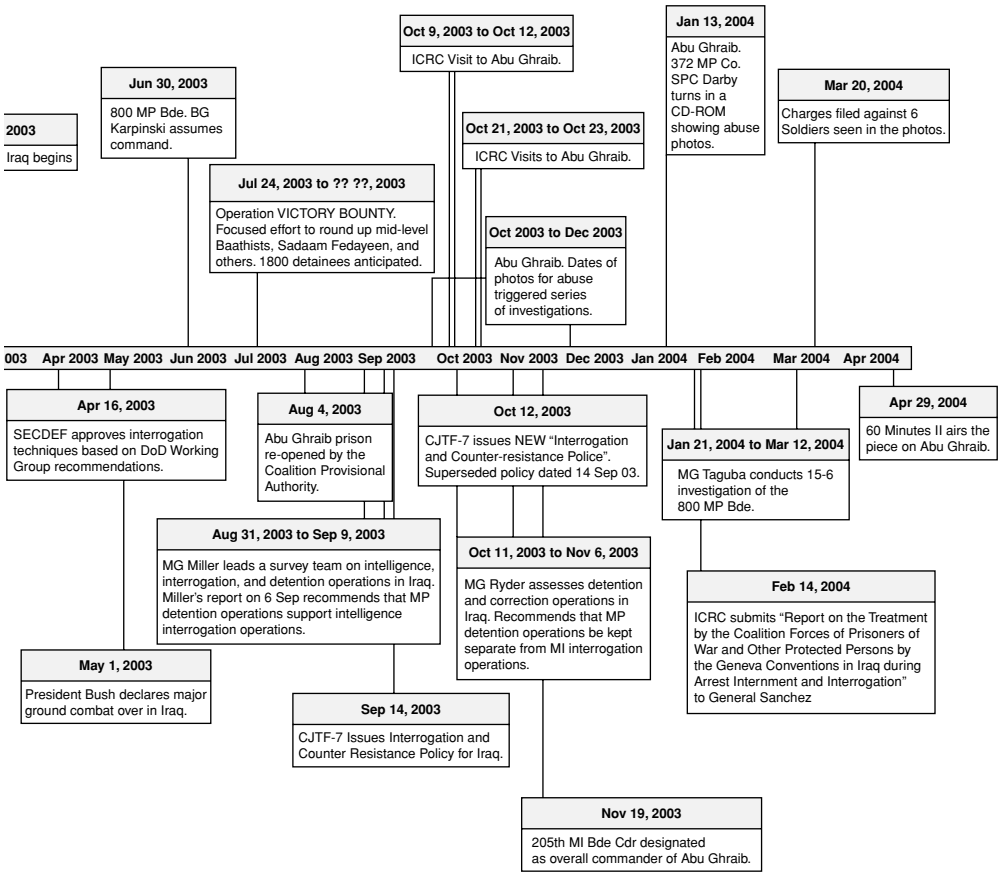 Oct 9, 2003 to Oct 12, 2003
ICRC Visit to Abu Ghraib.
Jan 13, 2004
Abu Ghraib.
372 MP Co.
SPC Darby
turns in a
CD-ROM
showing abuse
photos.
Jun 30, 2003
800 MP Bde. BG
Karpinski assumes
command.
Mar 20, 2004
Charges filed against 6
Soldiers seen in the photos.
2003
Iraq begins
Oct 21, 2003 to Oct 23, 2003
ICRC Visits to Abu Ghraib.
Jul 24, 2003 to ?? ??, 2003
Operation VICTORY BOUNTY.
Focused effort to round up mid-level
Baathists, Sadaam Fedayeen, and
others. 1800 detainees anticipated.
Oct 2003 to Dec 2003
Abu Ghraib. Dates of
photos for abuse
triggered series
of investigations.
003 Apr 2003 May 2003 Jun 2003 Jul 2003 Aug 2003 Sep 2003 Oct 2003 Nov 2003 Dec 2003 Jan 2004 Feb 2004 Mar 2004 Apr 2004
Apr 16, 2003
SECDEF approves interrogation
techniques based on DoD Working
Group recommendations.
Aug 4, 2003
Abu Ghraib prison
re-opened by the
Coalition Provisional
Authority.
Oct 12, 2003
CJTF-7 issues NEW “Interrogation
and Counter-resistance Police”.
Superseded policy dated 14 Sep 03.
Jan 21, 2004 to Mar 12, 2004
MG Taguba conducts 15-6
investigation of the
800 MP Bde.
Apr 29, 2004
60 Minutes II airs the
piece on Abu Ghraib.
Aug 31, 2003 to Sep 9, 2003
MG Miller leads a survey team on intelligence,
interrogation, and detention operations in Iraq.
Miller's report on 6 Sep recommends that MP
detention operations support intelligence
interrogation operations.
Oct 11, 2003 to Nov 6, 2003
MG Ryder assesses detention
and correction operations in
Iraq. Recommends that MP
detention operations be kept
separate from MI interrogation
operations.
Feb 14, 2004
ICRC submits “Report on the Treatment
by the Coalition Forces of Prisoners of
War and Other Protected Persons by
the Geneva Conventions in Iraq during
Arrest Internment and Interrogation”
to General Sanchez
May 1, 2003
President Bush declares major
ground combat over in Iraq.
Sep 14, 2003
CJTF-7 Issues Interrogation and
Counter Resistance Policy for Iraq.
Nov 19, 2003
205th MI Bde Cdr designated
as overall commander of Abu Ghraib.